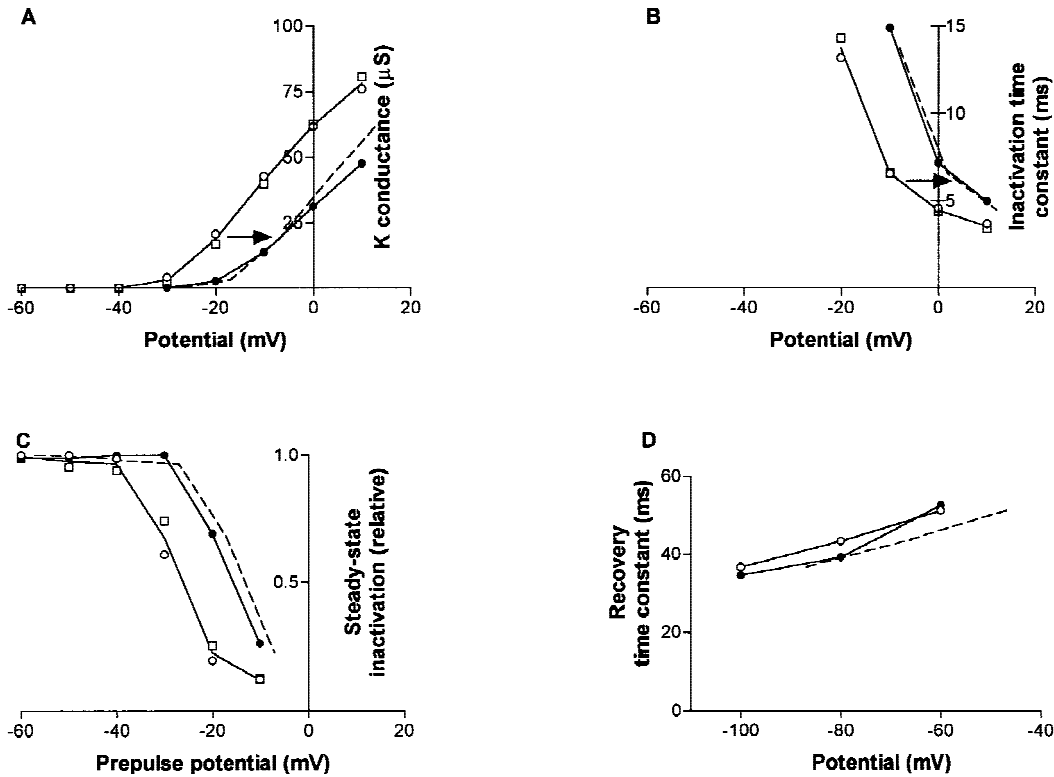 A
100
75
50
25
K conductance (μS)
-60
-40
-20
0
20
Potential (mV)
B
15
10
5
Inactivation time
constant (ms)
-60
-40
-20
0
20
Potential (mV)
C
1.0
0.5
Steady-state
inactivation (relative)
-60
-40
-20
0
20
Prepulse potential (mV)
D
60
40
20
0
Recovery
time constant (ms)
-100
-80
-60
-40
Potential (mV)